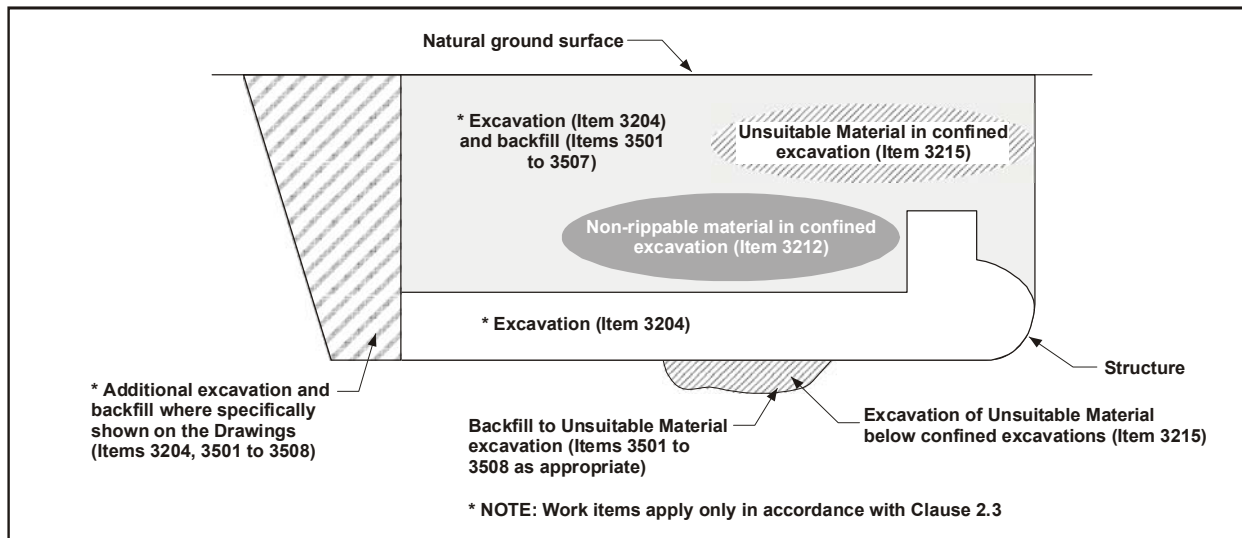 Natural ground surface
* Excavation (Item 3204)
and backfill (Items 3501
to 3507)
Unsuitable Material in confined
excavation (Item 3215)
Non-rippable material in confined
excavation (Item 3212)
* Excavation (Item 3204)
Structure
* Additional excavation and
backfill where specifically
shown on the Drawings
(Items 3204, 3501 to 3508)
Backfill to Unsuitable Material
excavation (Items 3501 to
3508 as appropriate)
Excavation of Unsuitable Material
below confined excavations (Item 3215)
* NOTE: Work items apply only in accordance with Clause 2.3